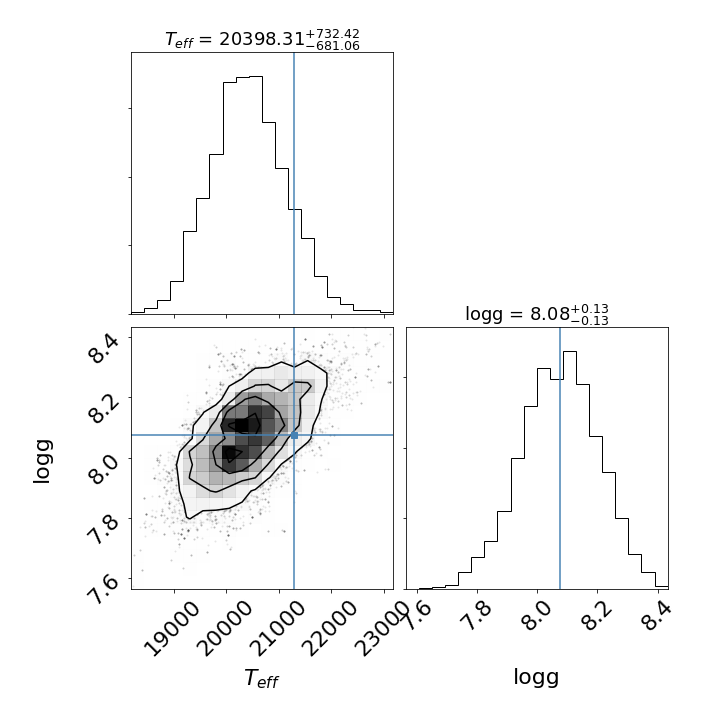 T_eff = 20398.31 +732.42 −681.06
logg = 8.08 +0.13 −0.13
8.4
8.2
8.0
7.8
7.6
logg
19000 20000 21000 22000 23000
7.6 7.8 8.0 8.2 8.4
T_eff
logg